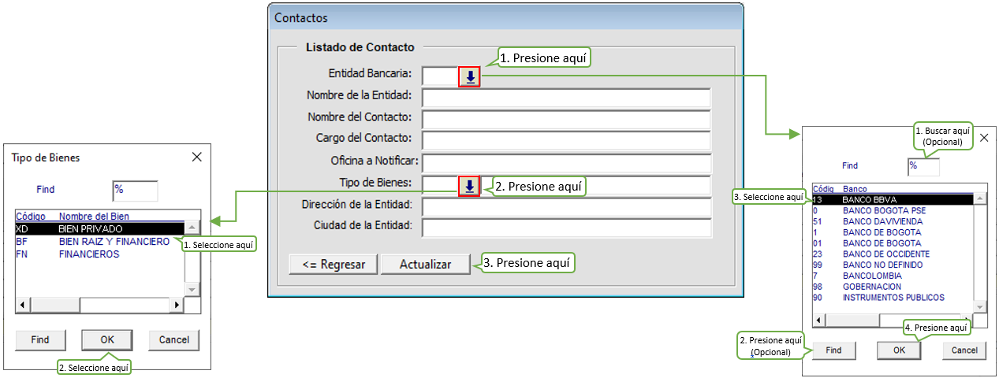 Contactos
Listado de Contacto
1. Presione aquí
Entidad Bancaria:
Nombre de la Entidad:
Nombre del Contacto:
Cargo del Contacto:
Oficina a Notificar:
Tipo de Bienes:
2. Presione aquí
Dirección de la Entidad:
Ciudad de la Entidad:
<= Regresar
Actualizar
3. Presione aquí
Tipo de Bienes
Find
%
Código Nombre del Bien
XD BIEN PRIVADO
BF BIEN RAIZ Y FINANCIERO
FN FINANCIEROS
1. Seleccione aquí
Find
OK
Cancel
2. Seleccione aquí
1. Buscar aquí
(Opcional)
Find
%
3. Seleccione aquí
Códig Banco
13 BANCO BBVA
0 BANCO BOGOTA PSE
51 BANCO DAVIVIENDA
1 BANCO DE BOGOTA
01 BANCO DE BOGOTA
23 BANCO DE OCCIDENTE
99 BANCO NO DEFINIDO
7 BANCOLOMBIA
98 GOBERNACION
90 INSTRUMENTOS PUBLICOS
4. Presione aquí
2. Presione aquí
(Opcional)
Find
OK
Cancel